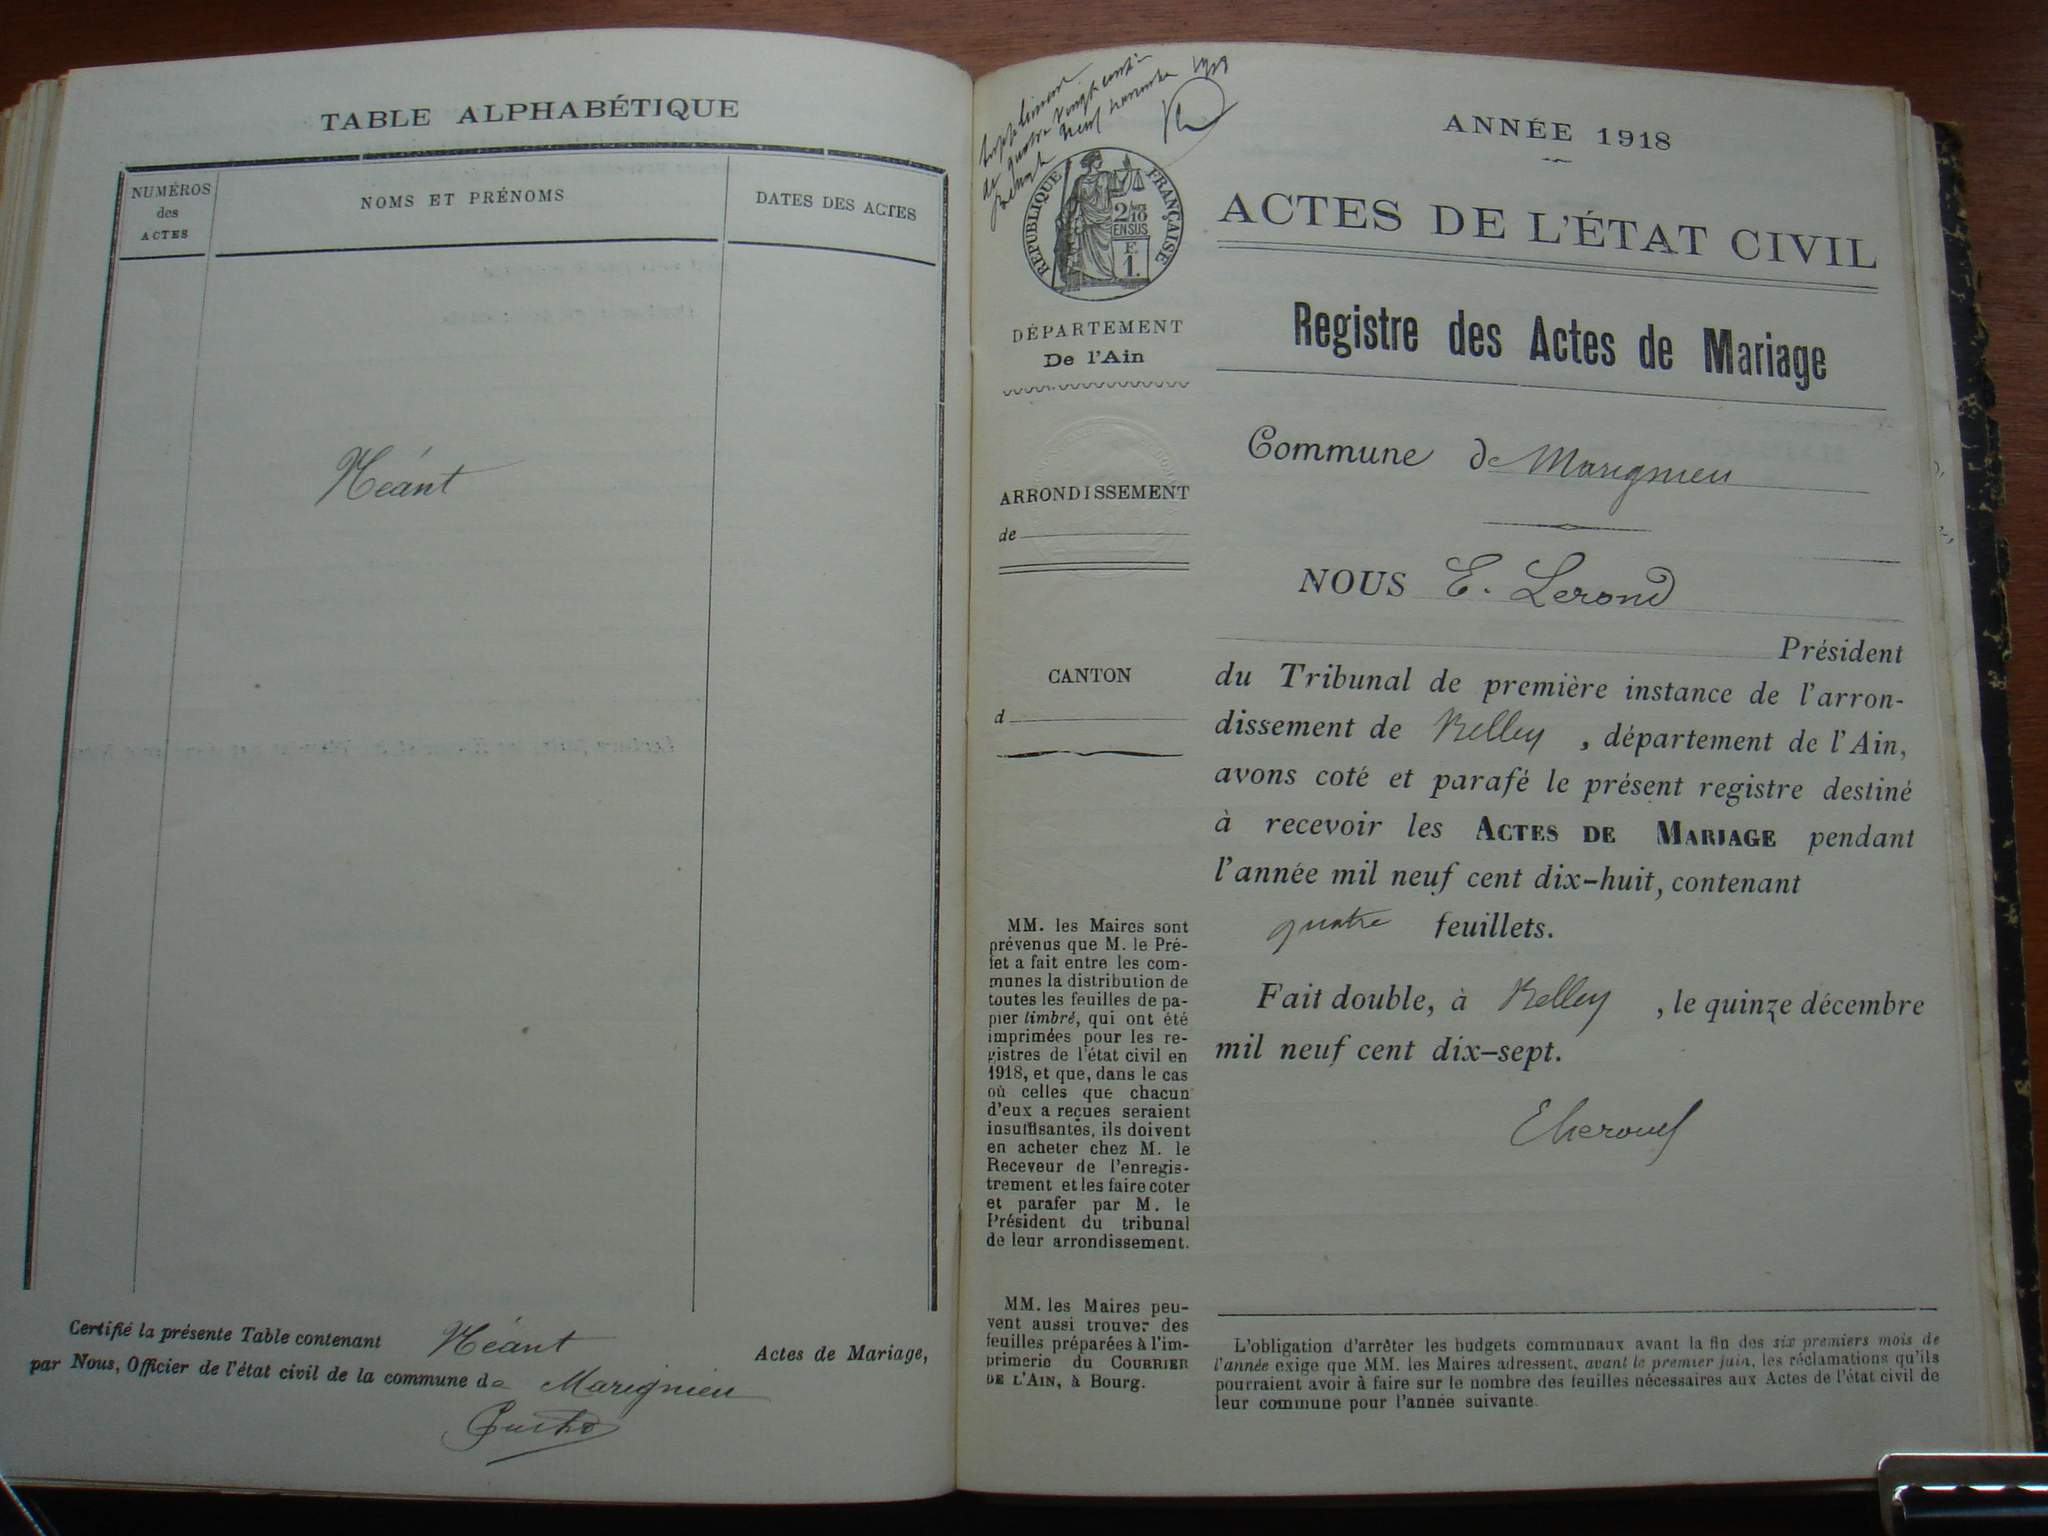 TABLE ALPHABÉTIQUE
NUMÉROS
des
ACTES
NOMS ET PRÉNOMS
DATES DES ACTES
Néant
Certifié la présente Table contenant Néant Actes de Mariage,
par Nous, Officier de l'état civil de la commune de Marignieu
de quatre vingt
neuf 1918
RÉPUBLIQUE FRANÇAISE
2/10
EN SUS
F.
1.
DÉPARTEMENT
De l'Ain
ARRONDISSEMENT
de
CANTON
d
MM. les Maires sont
prévenus que M. le Pré-
fet a fait entre les com-
munes la distribution de
toutes les feuilles de pa-
pier timbré, qui ont été
imprimées pour les re-
gistres de l'état civil en
1918, et que, dans le cas
où celles que chacun
d'eux a reçues seraient
insuffisantes, ils doivent
en acheter chez M. le
Receveur de l'enregis-
trement et les faire coter
et parafer par M. le
Président du tribunal
de leur arrondissement.
MM. les Maires peu-
vent aussi trouver des
feuilles préparées à l'im-
primerie du COURRIER
DE L'AIN, à Bourg.
ANNÉE 1918
ACTES DE L'ÉTAT CIVIL
Registre des Actes de Mariage
Commune de Marignieu
NOUS E. Lerond
Président
du Tribunal de première instance de l'arron-
dissement de Belley, département de l'Ain,
avons coté et parafé le présent registre destiné
à recevoir les ACTES DE MARIAGE pendant
l'année mil neuf cent dix-huit, contenant
quatre feuillets.
Fait double, à Belley, le quinze décembre
mil neuf cent dix-sept.
ELerond
L'obligation d'arrêter les budgets communaux avant la fin des six premiers mois de
l'année exige que MM. les Maires adressent, avant le premier juin, les réclamations qu'ils
pourraient avoir à faire sur le nombre des feuilles nécessaires aux Actes de l'état civil de
leur commune pour l'année suivante.